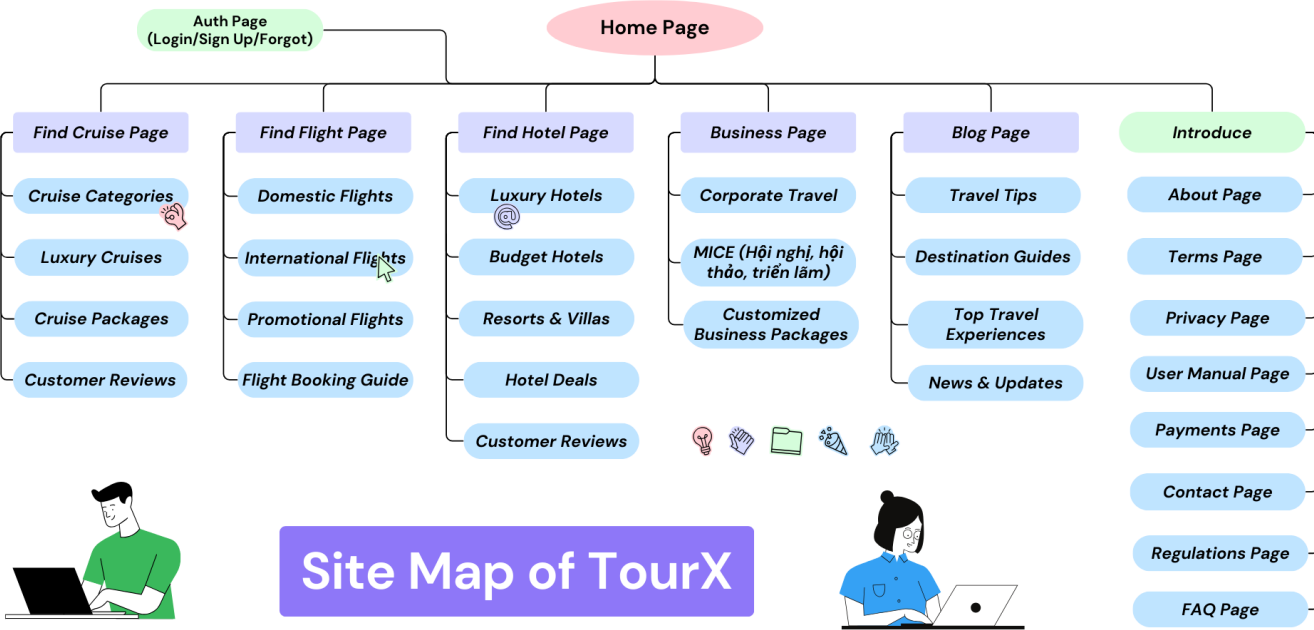 Auth Page
(Login/Sign Up/Forgot)
Home Page
Find Cruise Page
Cruise Categories
Luxury Cruises
Cruise Packages
Customer Reviews
Find Flight Page
Domestic Flights
International Flights
Promotional Flights
Flight Booking Guide
Find Hotel Page
Luxury Hotels
Budget Hotels
Resorts & Villas
Hotel Deals
Customer Reviews
Business Page
Corporate Travel
MICE (Hội nghị, hội
thảo, triển lãm)
Customized
Business Packages
Blog Page
Travel Tips
Destination Guides
Top Travel
Experiences
News & Updates
Introduce
About Page
Terms Page
Privacy Page
User Manual Page
Payments Page
Contact Page
Regulations Page
FAQ Page
Site Map of TourX